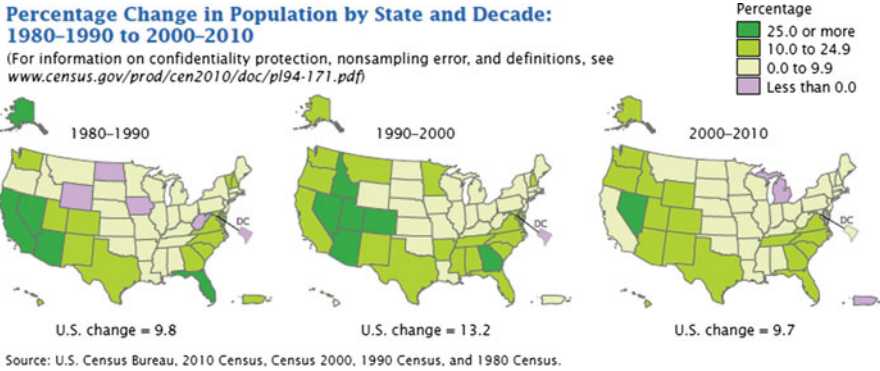 Percentage Change in Population by State and Decade:
1980–1990 to 2000–2010
(For information on confidentiality protection, nonsampling error, and definitions, see
www.census.gov/prod/cen2010/doc/pl94-171.pdf)
Percentage
25.0 or more
10.0 to 24.9
0.0 to 9.9
Less than 0.0
1980–1990
1990–2000
2000–2010
DC
DC
DC
U.S. change = 9.8
U.S. change = 13.2
U.S. change = 9.7
Source: U.S. Census Bureau, 2010 Census, Census 2000, 1990 Census, and 1980 Census.